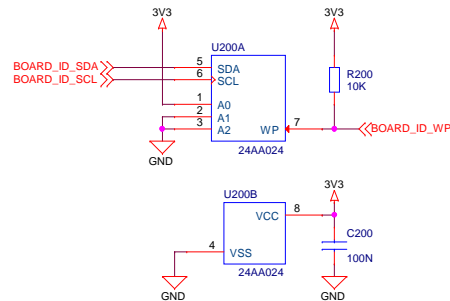 3V3
3V3
U200A
BOARD_ID_SDA
5
SDA
BOARD_ID_SCL
6
SCL
R200
10K
1
A0
2
A1
3
A2
WP
7
BOARD_ID_WP
GND
24AA024
3V3
U200B
VCC
8
C200
4
VSS
100N
24AA024
GND
GND